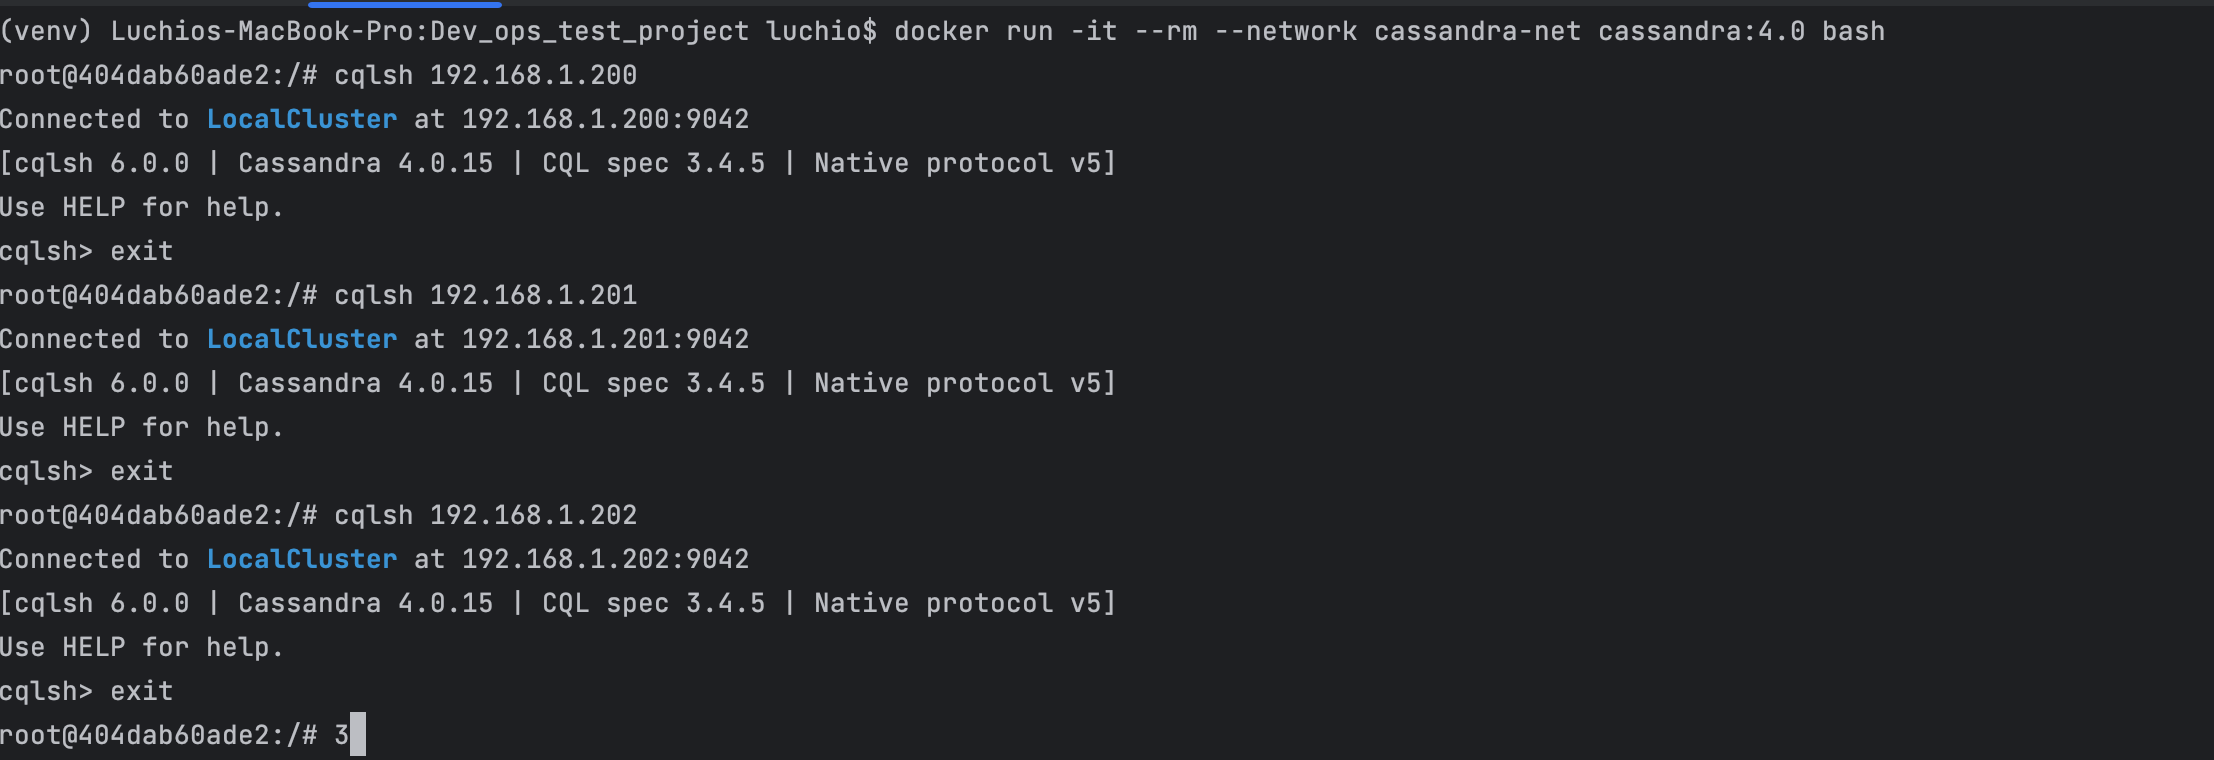 (venv) Luchios-MacBook-Pro:Dev_ops_test_project luchio$ docker run -it --rm --network cassandra-net cassandra:4.0 bash
root@404dab60ade2:/# cqlsh 192.168.1.200
Connected to LocalCluster at 192.168.1.200:9042
[cqlsh 6.0.0 | Cassandra 4.0.15 | CQL spec 3.4.5 | Native protocol v5]
Use HELP for help.
cqlsh> exit
root@404dab60ade2:/# cqlsh 192.168.1.201
Connected to LocalCluster at 192.168.1.201:9042
[cqlsh 6.0.0 | Cassandra 4.0.15 | CQL spec 3.4.5 | Native protocol v5]
Use HELP for help.
cqlsh> exit
root@404dab60ade2:/# cqlsh 192.168.1.202
Connected to LocalCluster at 192.168.1.202:9042
[cqlsh 6.0.0 | Cassandra 4.0.15 | CQL spec 3.4.5 | Native protocol v5]
Use HELP for help.
cqlsh> exit
root@404dab60ade2:/# 3